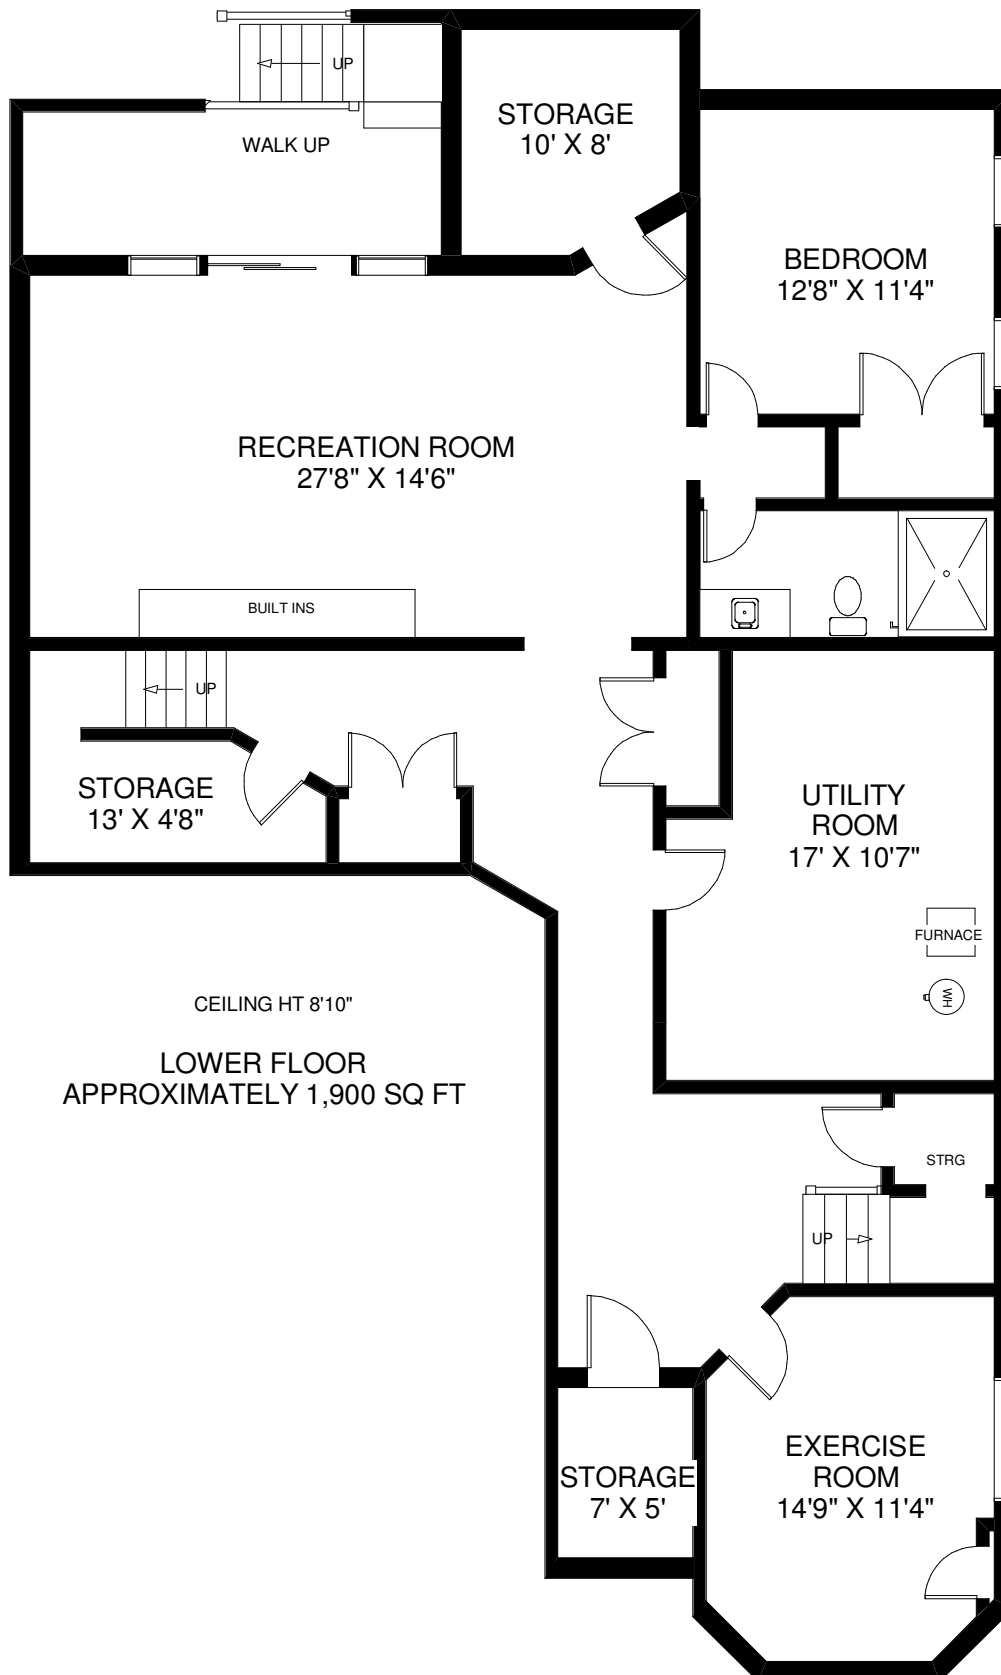 UP
WALK UP
STORAGE
10' X 8'
BEDROOM
12'8" X 11'4"
RECREATION ROOM
27'8" X 14'6"
BUILT INS
UP
STORAGE
13' X 4'8"
UTILITY
ROOM
17' X 10'7"
FURNACE
WH
CEILING HT 8'10"
LOWER FLOOR
APPROXIMATELY 1,900 SQ FT
STRG
UP
STORAGE
7' X 5'
EXERCISE
ROOM
14'9" X 11'4"